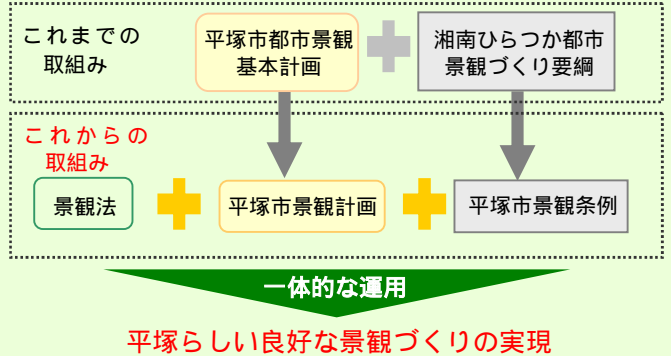 これまでの
取組み
平塚市都市景観
基本計画
湘南ひらつか都市
景観づくり要綱
これからの
取組み
景観法
平塚市景観計画
平塚市景観条例
一体的な運用
平塚らしい良好な景観づくりの実現